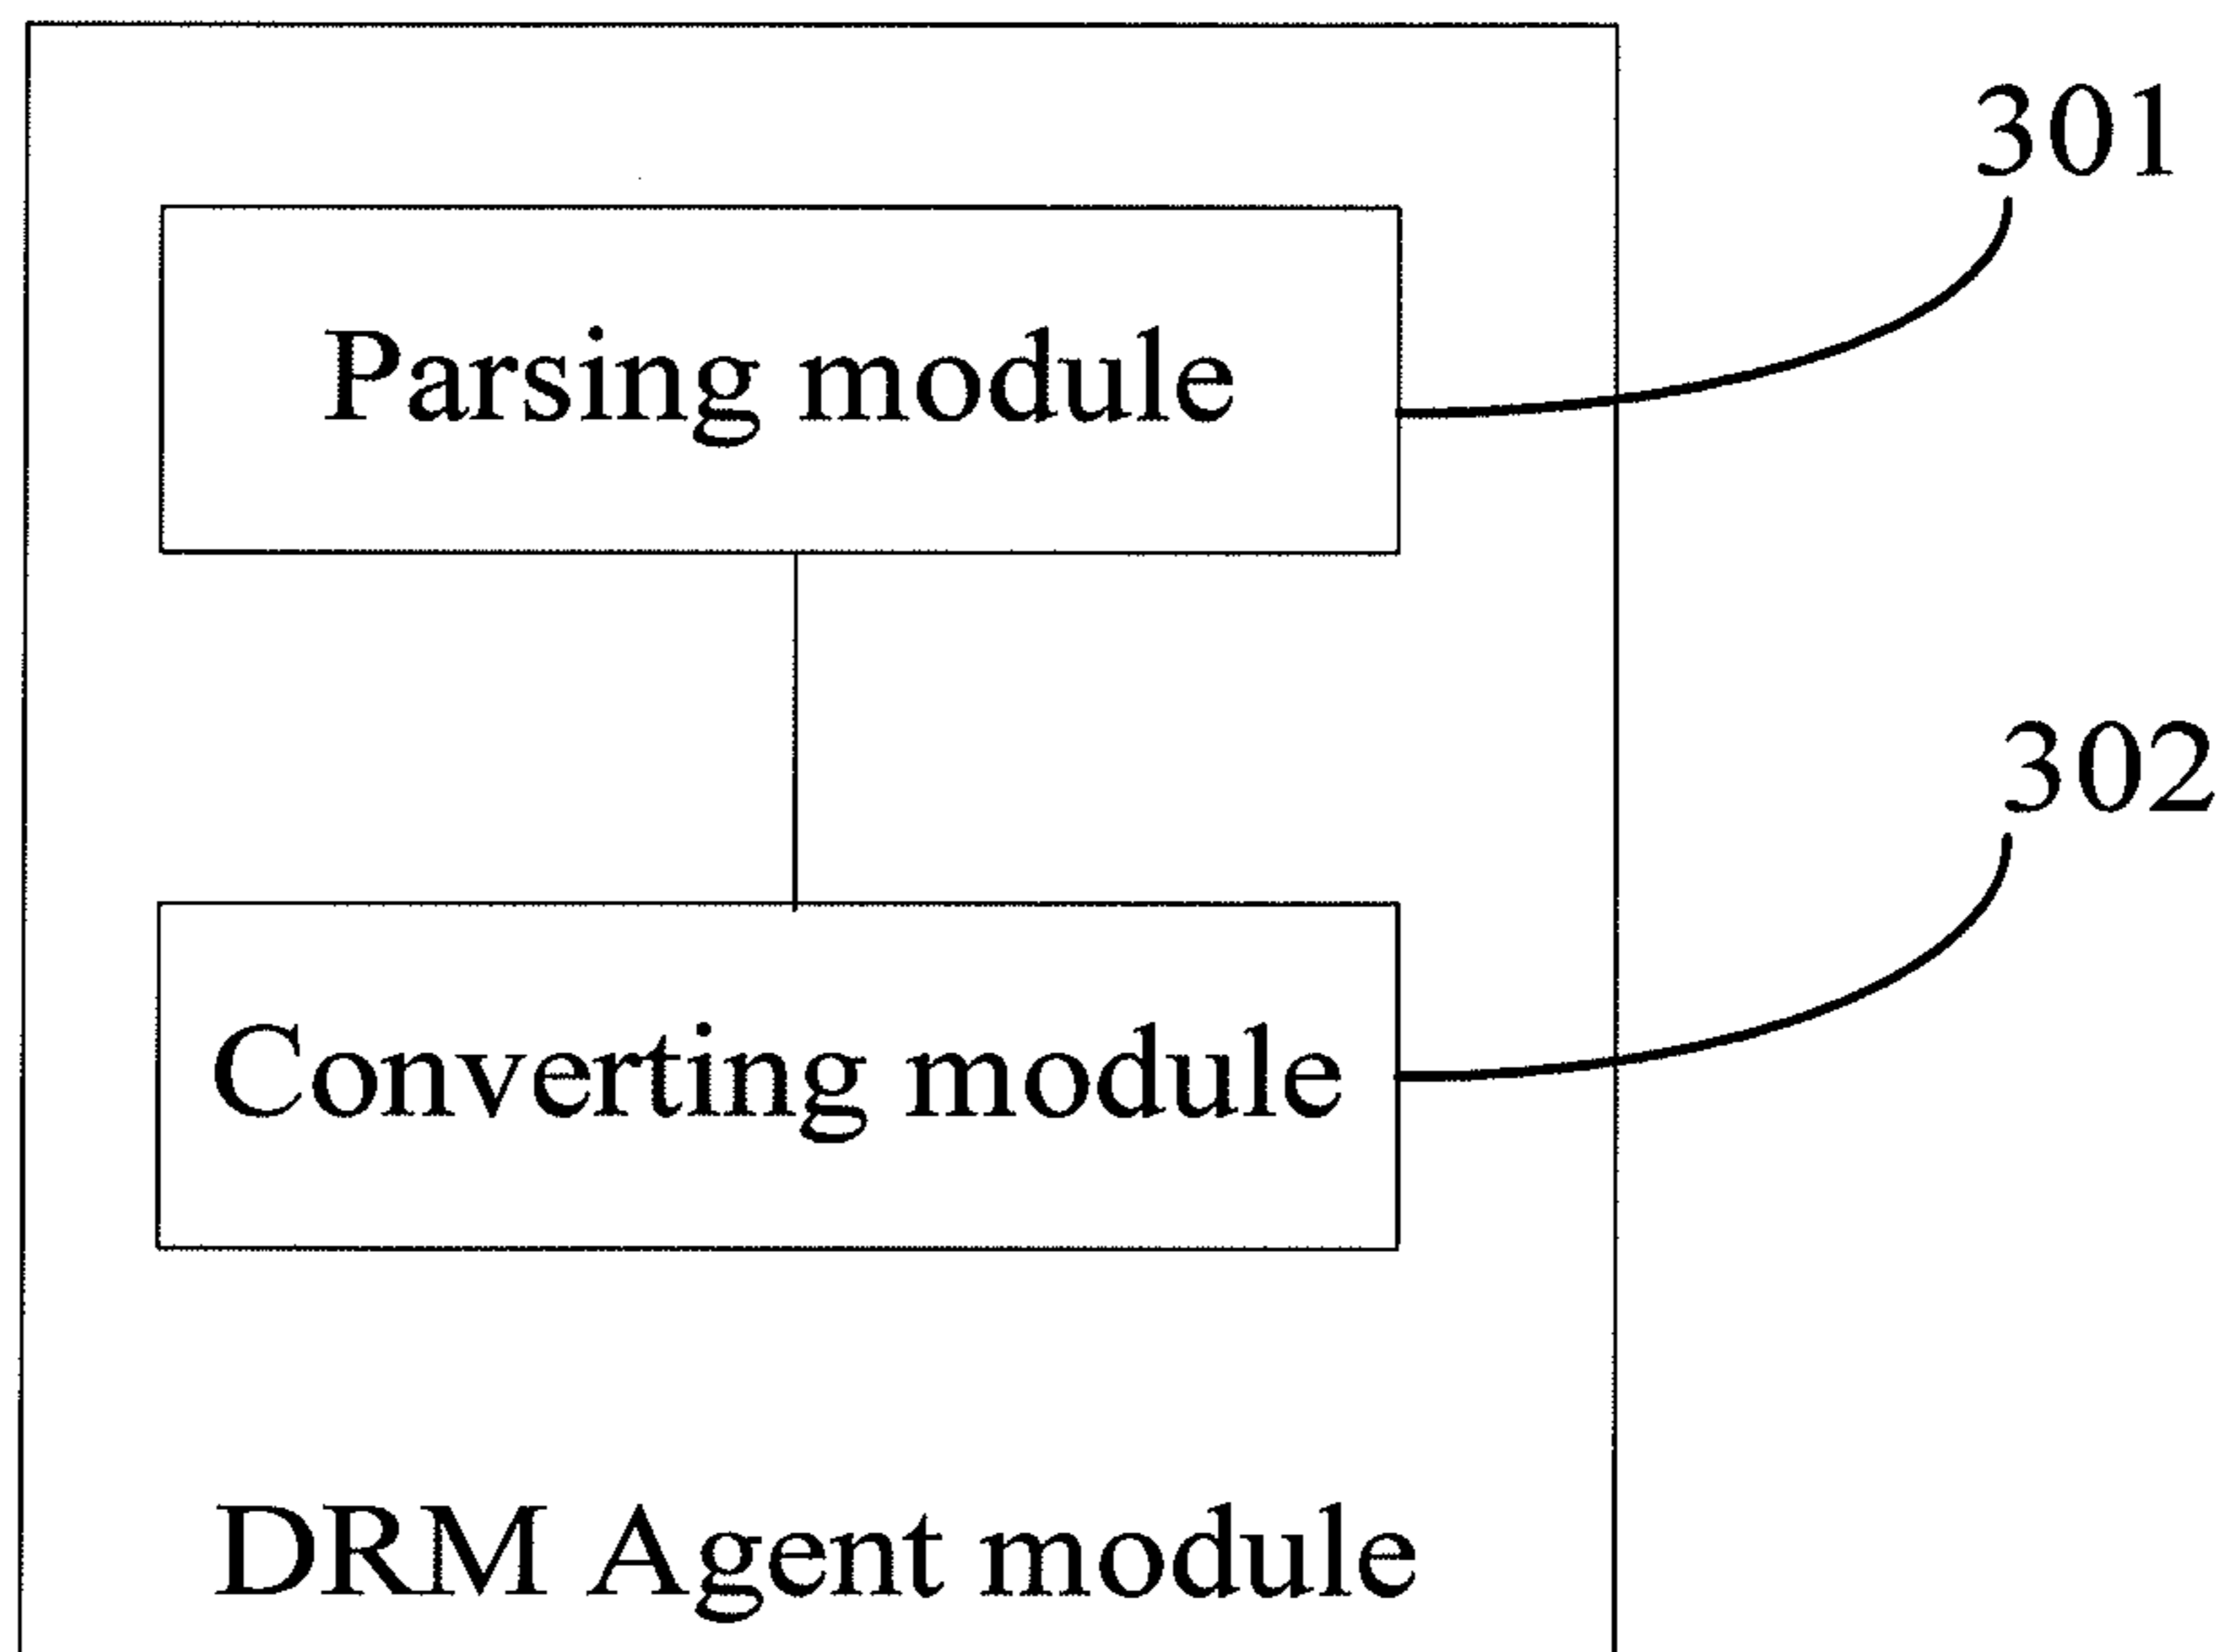 301
Parsing module
302
Converting module
DRM Agent module